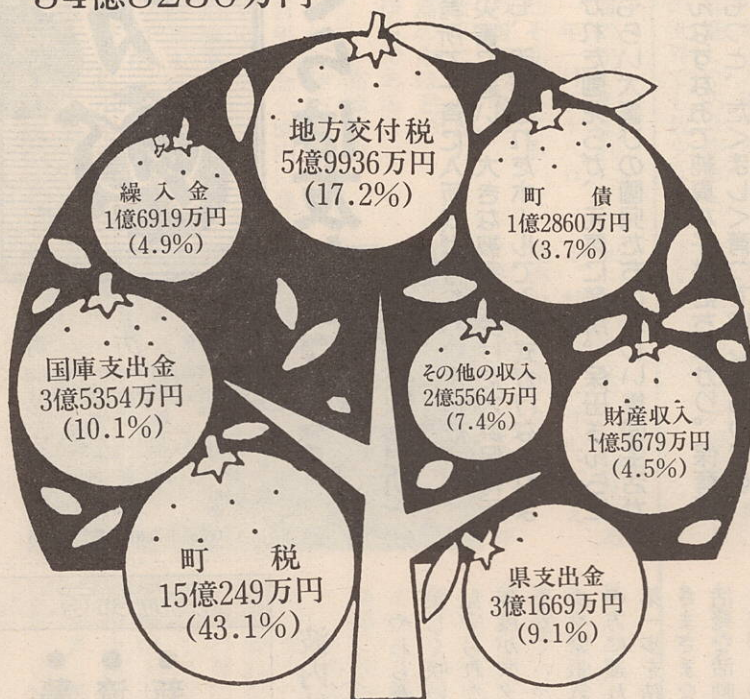 地方交付税
5億9936万円
(17.2%)
繰入金
1億6919万円
(4.9%)
町債
1億2860万円
(3.7%)
国庫支出金
3億5354万円
(10.1%)
その他の収入
2億5564万円
(7.4%)
財産収入
1億5679万円
(4.5%)
町税
15億249万円
(43.1%)
県支出金
3億1669万円
(9.1%)